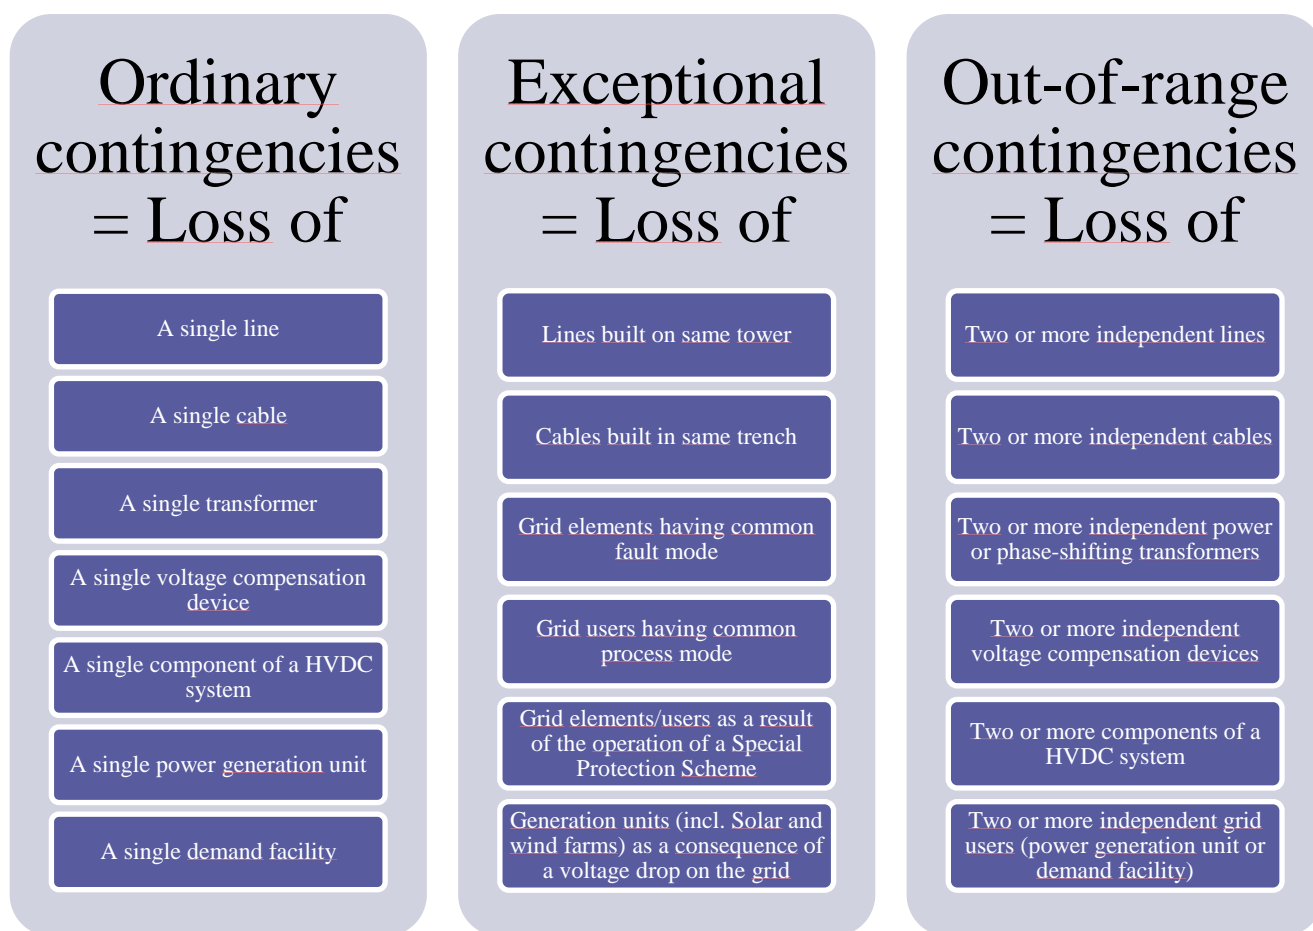 Ordinary
contingencies
= Loss of
A single line
A single cable
A single transformer
A single voltage compensation
device
A single component of a HVDC
system
A single power generation unit
A single demand facility
Exceptional
contingencies
= Loss of
Lines built on same tower
Cables built in same trench
Grid elements having common
fault mode
Grid users having common
process mode
Grid elements/users as a result
of the operation of a Special
Protection Scheme
Generation units (incl. Solar and
wind farms) as a consequence of
a voltage drop on the grid
Out-of-range
contingencies
= Loss of
Two or more independent lines
Two or more independent cables
Two or more independent power
or phase-shifting transformers
Two or more independent
voltage compensation devices
Two or more components of a
HVDC system
Two or more independent grid
users (power generation unit or
demand facility)